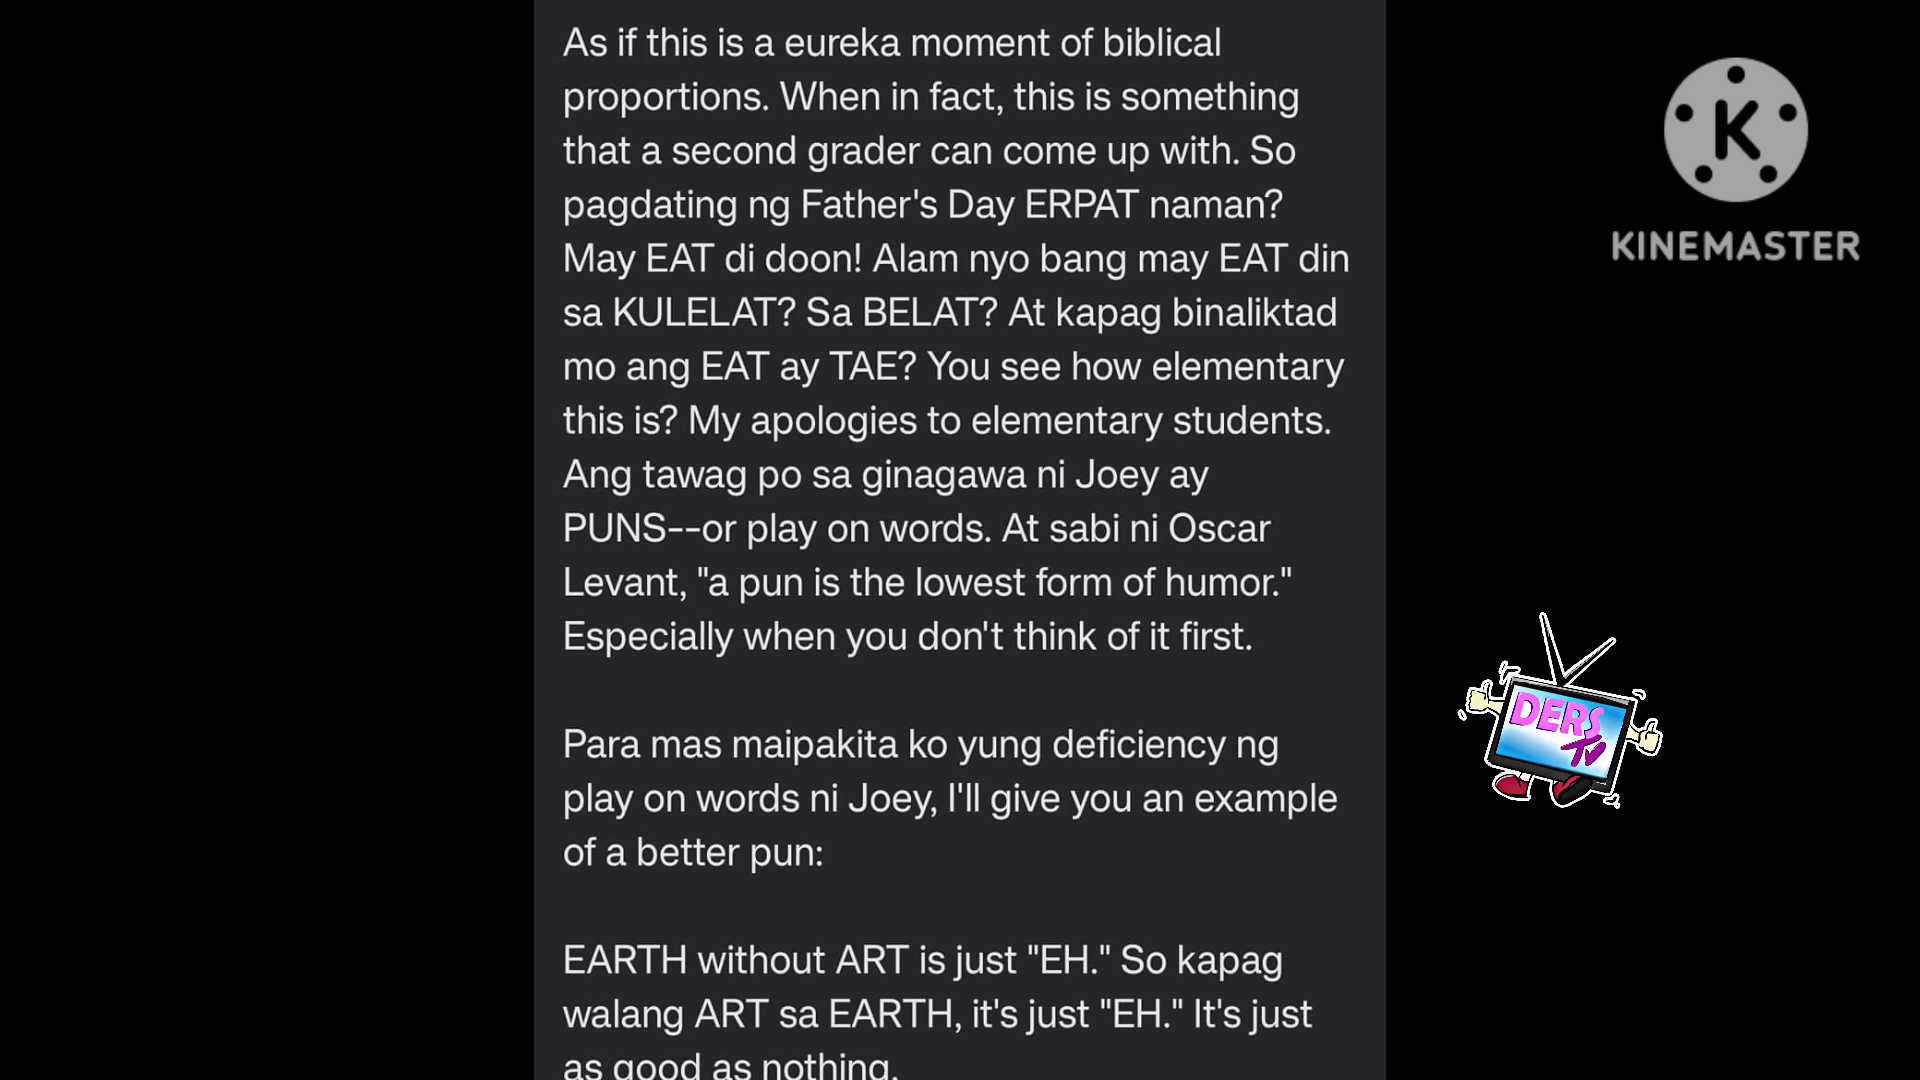 As if this is a eureka moment of biblical
proportions. When in fact, this is something
that a second grader can come up with. So
pagdating ng Father's Day ERPAT naman?
May EAT di doon! Alam nyo bang may EAT din
sa KULELAT? Sa BELAT? At kapag binaliktad
mo ang EAT ay TAE? You see how elementary
this is? My apologies to elementary students.
Ang tawag po sa ginagawa ni Joey ay
PUNS--or play on words. At sabi ni Oscar
Levant, "a pun is the lowest form of humor."
Especially when you don't think of it first.
Para mas maipakita ko yung deficiency ng
play on words ni Joey, I'll give you an example
of a better pun:
EARTH without ART is just "EH." So kapag
walang ART sa EARTH, it's just "EH." It's just
as good as nothing.
K
KINEMASTER
DERS
TV